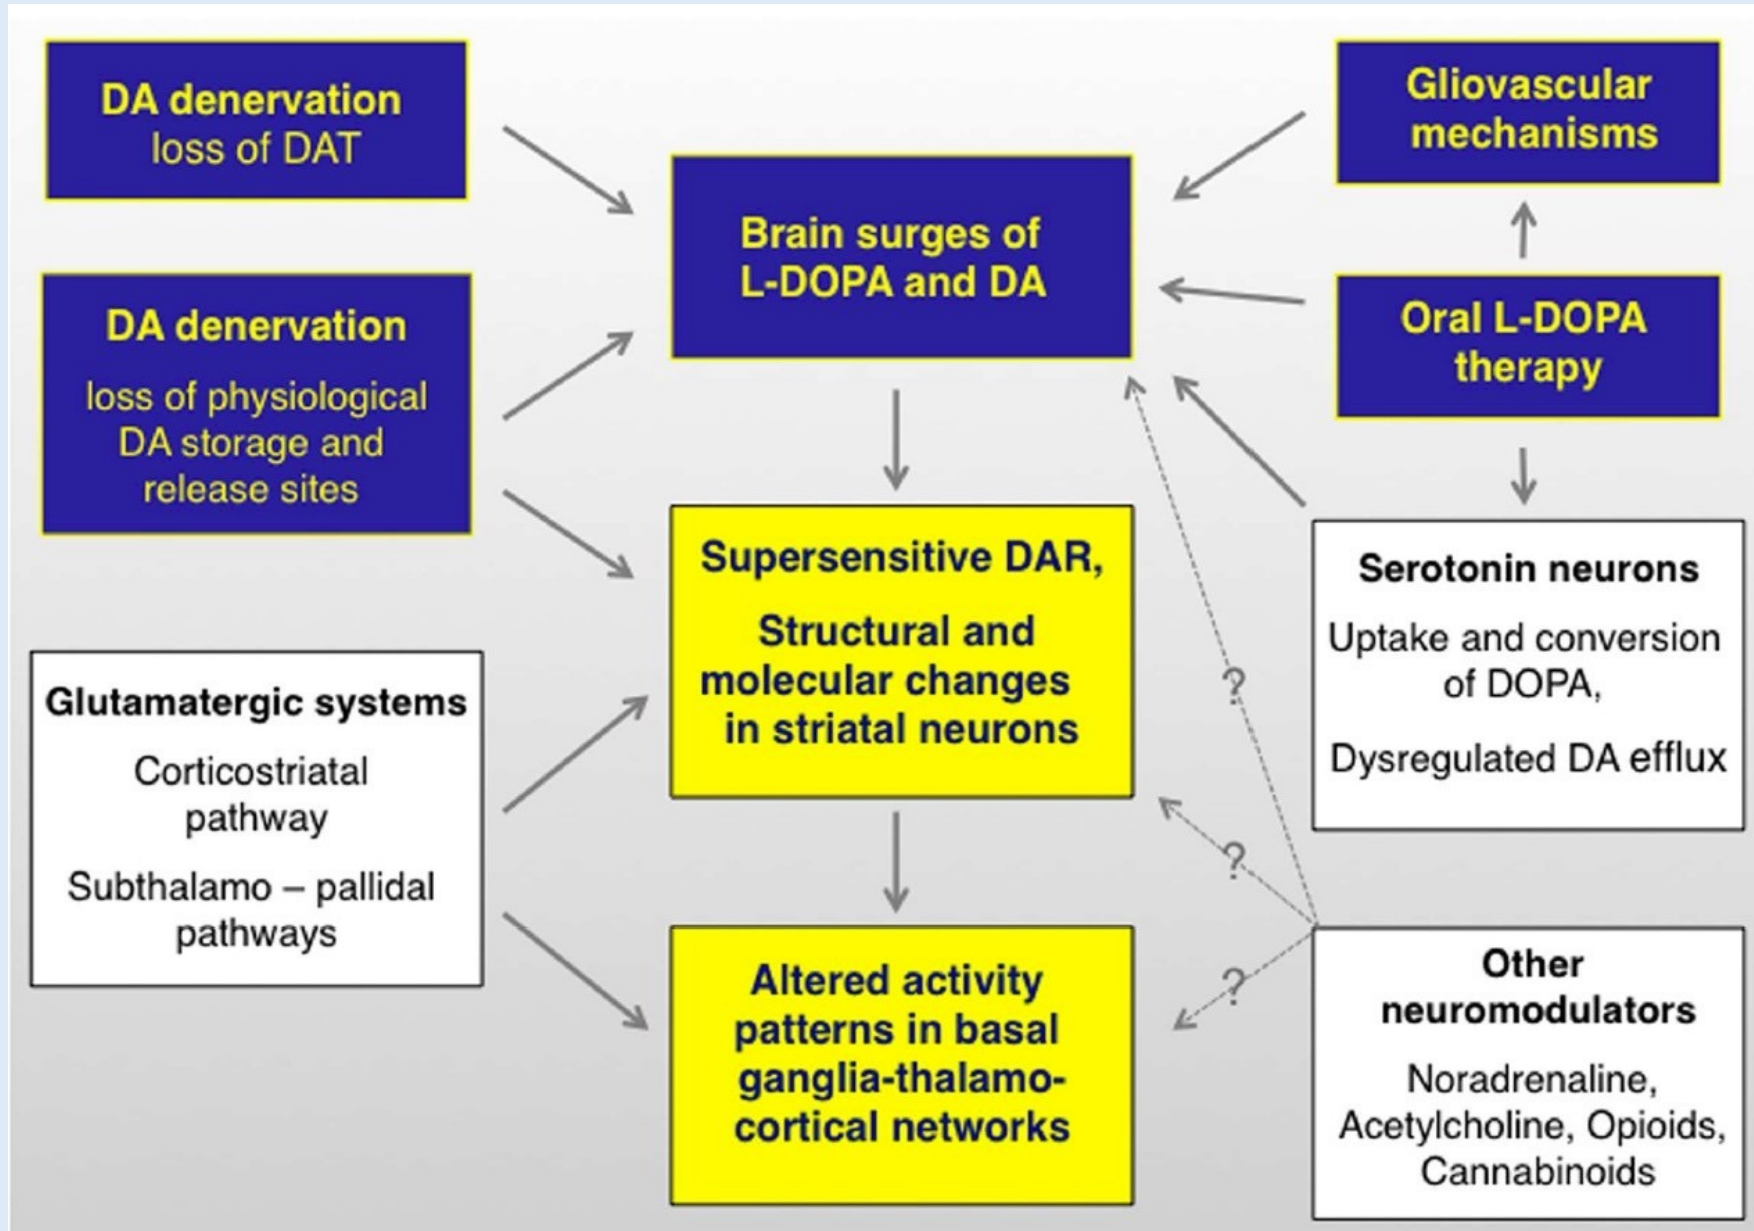 DA denervation
loss of DAT
DA denervation
loss of physiological
DA storage and
release sites
Glutamatergic systems
Corticostriatal
pathway
Subthalamo – pallidal
pathways
Brain surges of
L-DOPA and DA
Supersensitive DAR,
Structural and
molecular changes
in striatal neurons
Altered activity
patterns in basal
ganglia-thalamo-
cortical networks
?
?
?
Gliovascular
mechanisms
Oral L-DOPA
therapy
Serotonin neurons
Uptake and conversion
of DOPA,
Dysregulated DA efflux
Other
neuromodulators
Noradrenaline,
Acetylcholine, Opioids,
Cannabinoids